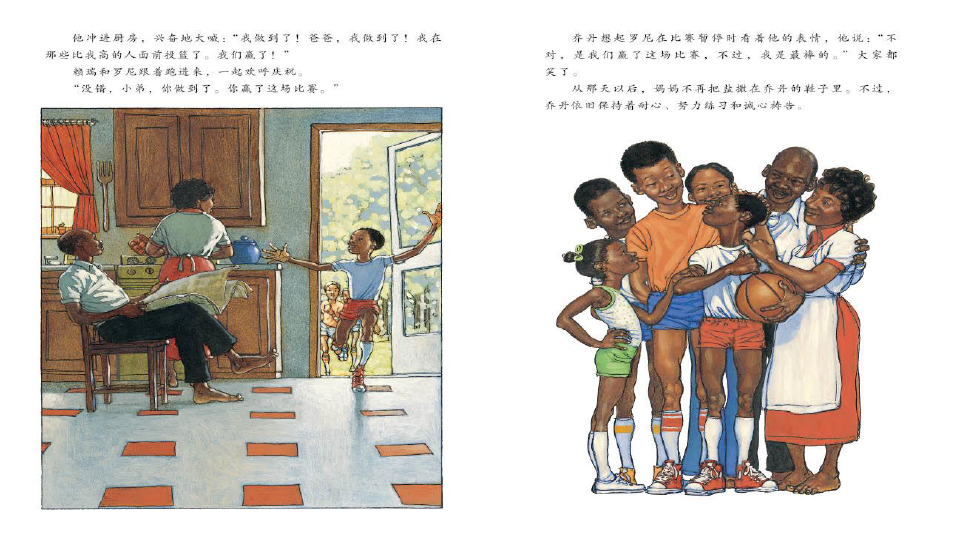 他冲进厨房，兴奋地大喊：“我做到了！爸爸，我做到了！我在
那些比我高的人面前投篮了。我们赢了！”
赖瑞和罗尼跟着跑进来，一起欢呼庆祝。
“没错，小弟，你做到了。你赢了这场比赛。”
乔丹想起罗尼在比赛暂停时看着他的表情，他说：“不
对，是我们赢了这场比赛，不过，我是最棒的。”大家都
笑了。
从那天以后，妈妈不再把盐撒在乔丹的鞋子里。不过，
乔丹依旧保持着耐心、努力练习和诚心祷告。